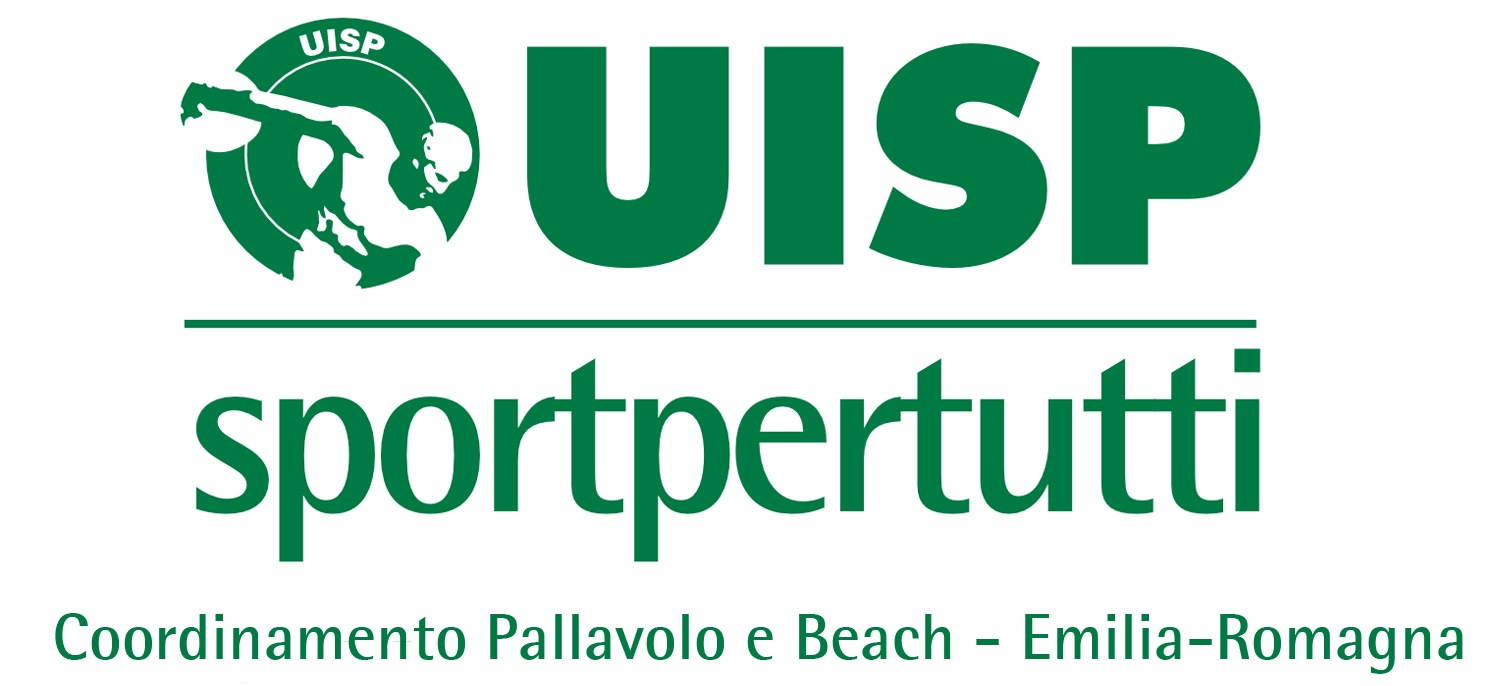 UISP
UISP
sportpertutti
Coordinamento Pallavolo e Beach - Emilia-Romagna